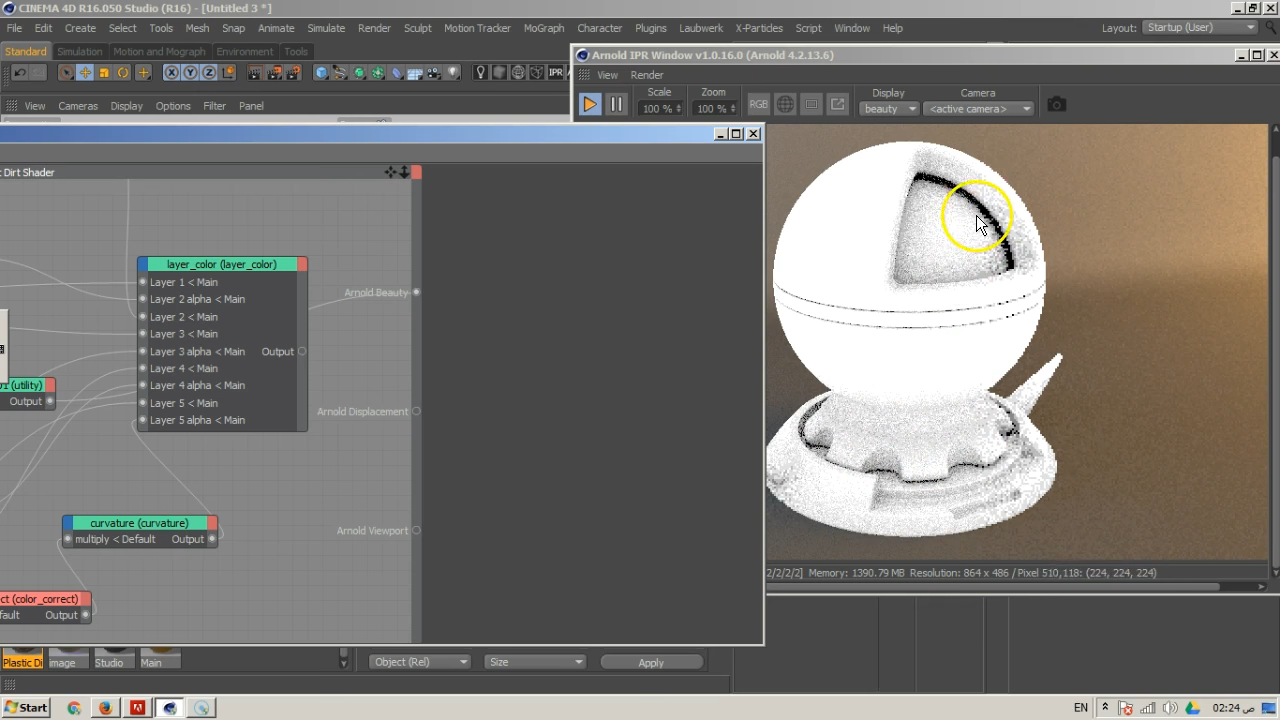 CINEMA 4D R16.050 Studio (R16) - [Untitled 3 *]
File Edit Create Select Tools Mesh Snap Animate Simulate Render Sculpt Motion Tracker MoGraph Character Plugins Laubwerk X-Particles Script Window Help
Layout: Startup (User)
Standard Simulation Motion and Mograph Environment Tools
Arnold IPR Window v1.0.16.0 (Arnold 4.2.13.6)
X Y Z IPR
View Render
View Cameras Display Options Filter Panel
Scale Zoom Display Camera
100 % 100 % RGB beauty <active camera>
t Dirt Shader
layer_color (layer_color)
Layer 1 < Main
Layer 2 alpha < Main
Layer 2 < Main
Layer 3 < Main
Layer 3 alpha < Main Output
Layer 4 < Main
Layer 4 alpha < Main
Layer 5 < Main
Layer 5 alpha < Main
Arnold Beauty
Arnold Displacement
Arnold Viewport
(utility)
Output
curvature (curvature)
multiply < Default Output
ct (color_correct)
fault Output
2/2/2/2] Memory: 1390.79 MB Resolution: 864 x 486 / Pixel 510,118: (224, 224, 224)
Plastic Di image Studio Main
Object (Rel) Size Apply
Start EN 02:24 ص